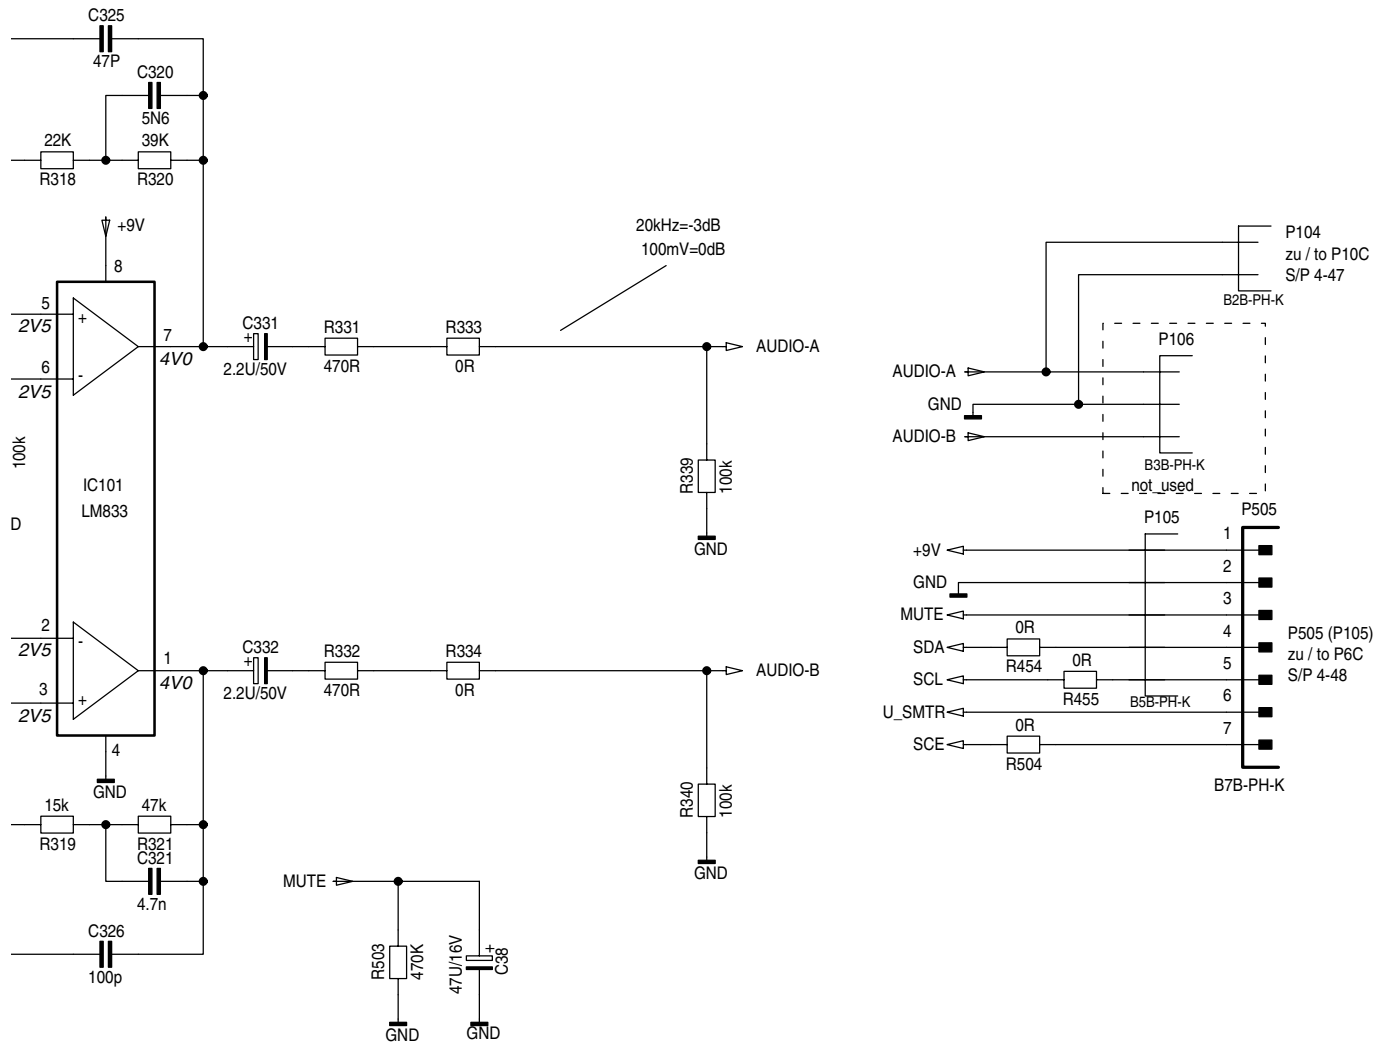 C325
47P
C320
5N6
22K
R318
39K
R320
+9V
8
5
2V5
+
6
2V5
-
7
4V0
100k
IC101
LM833
D
2
2V5
-
3
2V5
+
1
4V0
4
GND
+
C331
2.2U/50V
R331
470R
R333
0R
20kHz=-3dB
100mV=0dB
AUDIO-A
R339
100k
GND
+
C332
2.2U/50V
R332
470R
R334
0R
AUDIO-B
R340
100k
GND
15k
R319
47k
R321
C321
4.7n
C326
100p
MUTE
R503
470K
GND
47U/16V
+
C38
GND
P104
zu / to P10C
S/P 4-47
B2B-PH-K
P106
AUDIO-A
GND
AUDIO-B
B3B-PH-K
not_used
P105
P505
+9V
1
GND
2
MUTE
3
SDA
0R
R454
4
SCL
0R
R455
5
B5B-PH-K
U_SMTR
6
SCE
0R
R504
7
P505 (P105)
zu / to P6C
S/P 4-48
B7B-PH-K